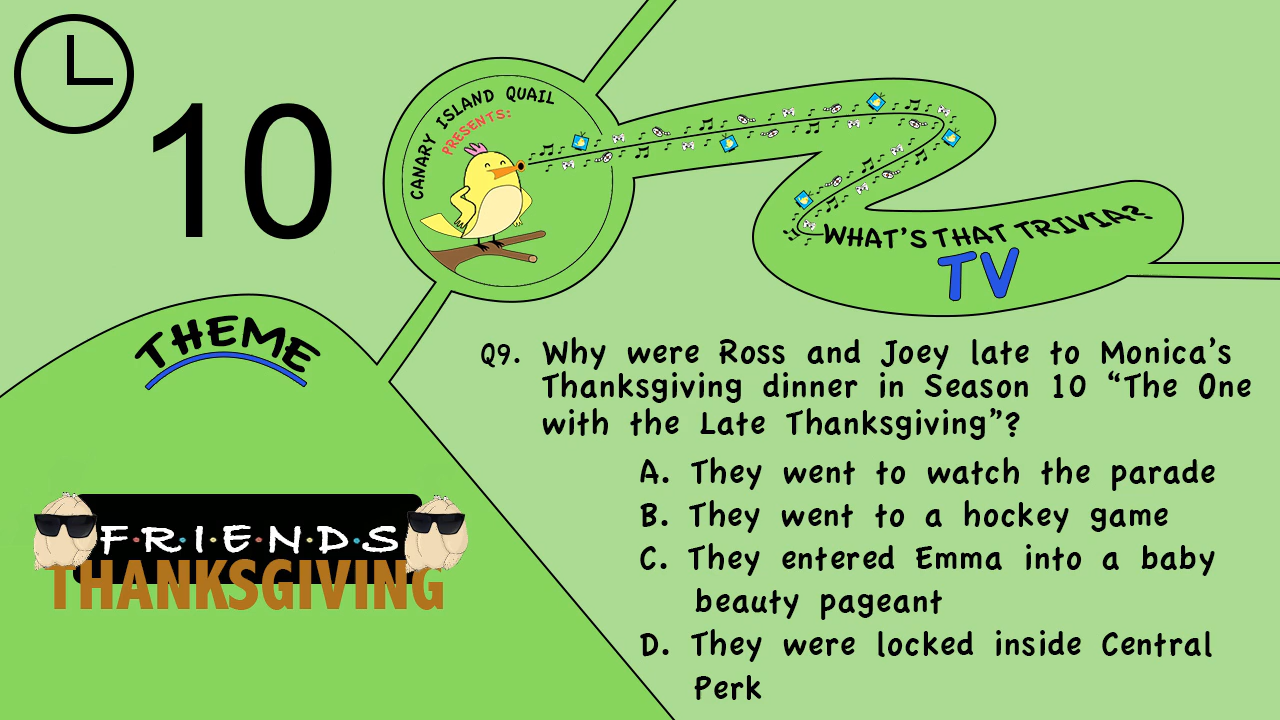 10
CANARY ISLAND QUAIL
PRESENTS:
WHAT'S THAT TRIVIA?
TV
THEME
F·R·I·E·N·D·S
THANKSGIVING
Q9. Why were Ross and Joey late to Monica's
Thanksgiving dinner in Season 10 “The One
with the Late Thanksgiving”?
A. They went to watch the parade
B. They went to a hockey game
C. They entered Emma into a baby
beauty pageant
D. They were locked inside Central
Perk